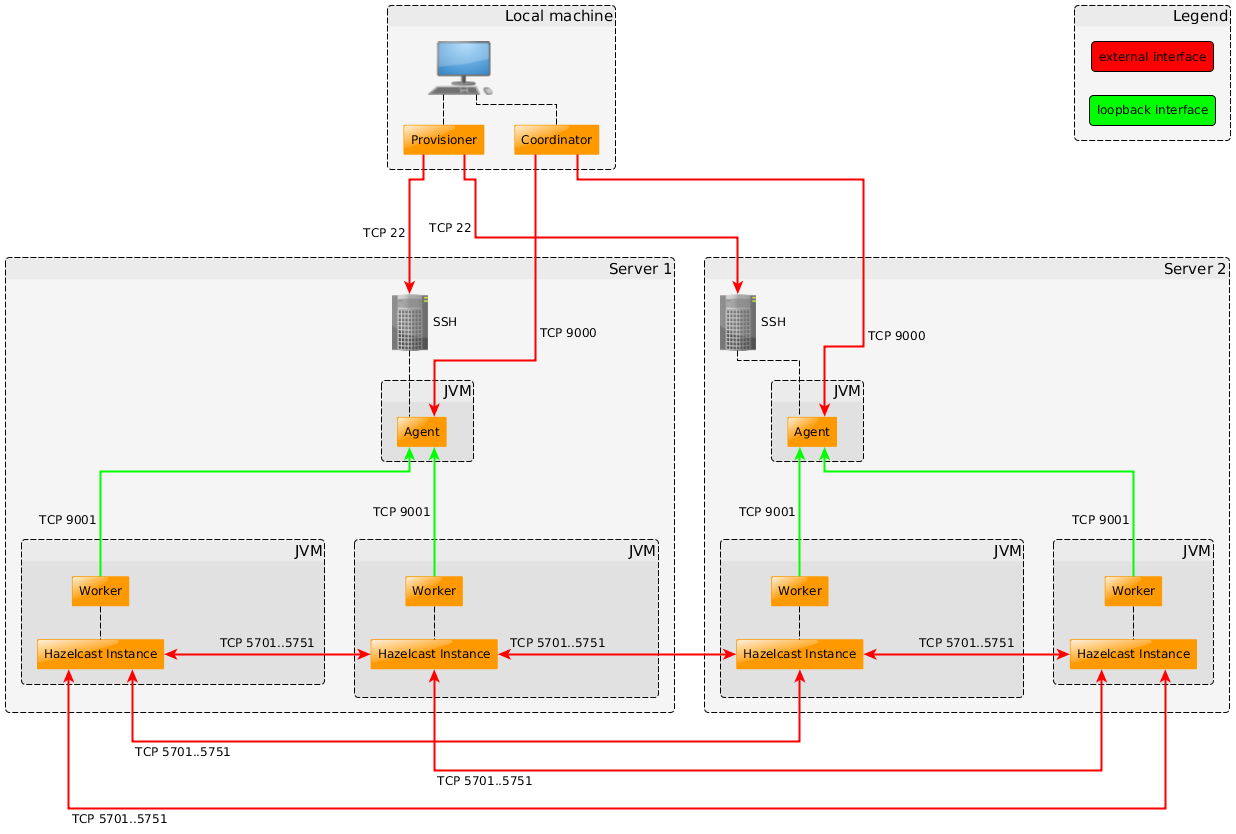 Local machine
Legend
external interface
loopback interface
Provisioner
Coordinator
TCP 22
TCP 22
Server 1
Server 2
SSH
SSH
TCP 9000
TCP 9000
JVM
JVM
Agent
Agent
TCP 9001
TCP 9001
TCP 9001
TCP 9001
JVM
JVM
JVM
JVM
Worker
Worker
Worker
Worker
TCP 5701..5751
TCP 5701..5751
TCP 5701..5751
Hazelcast Instance
Hazelcast Instance
Hazelcast Instance
Hazelcast Instance
TCP 5701..5751
TCP 5701..5751
TCP 5701..5751